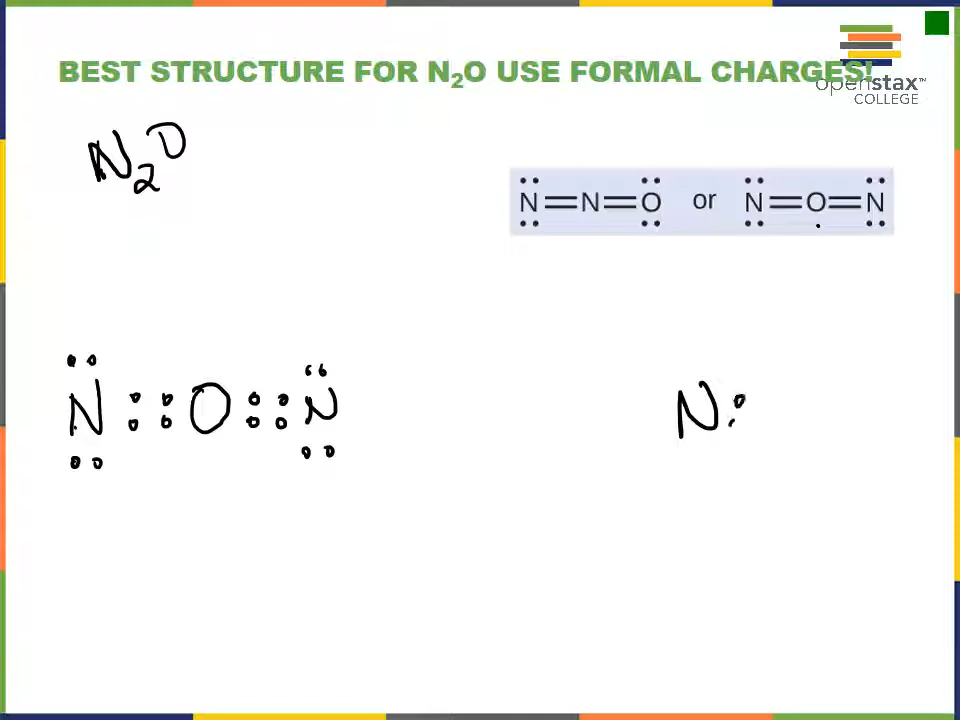 BEST STRUCTURE FOR N₂O USE FORMAL CHARGES!
openstax™
COLLEGE
N₂O
N=N=O or N=O=N
N :: O :: N
N: